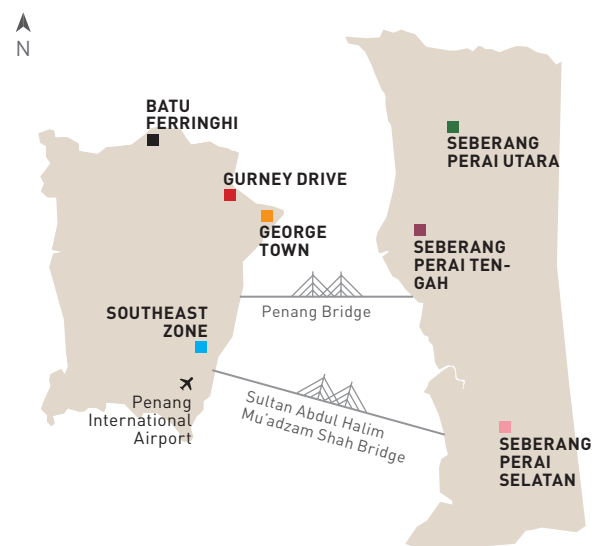 N
BATU
FERRINGHI
GURNEY DRIVE
GEORGE
TOWN
SEBERANG
PERAI UTARA
SEBERANG
PERAI TEN-
GAH
Penang Bridge
SOUTHEAST
ZONE
Penang
International
Airport
Sultan Abdul Halim
Mu'adzam Shah Bridge
SEBERANG
PERAI
SELATAN